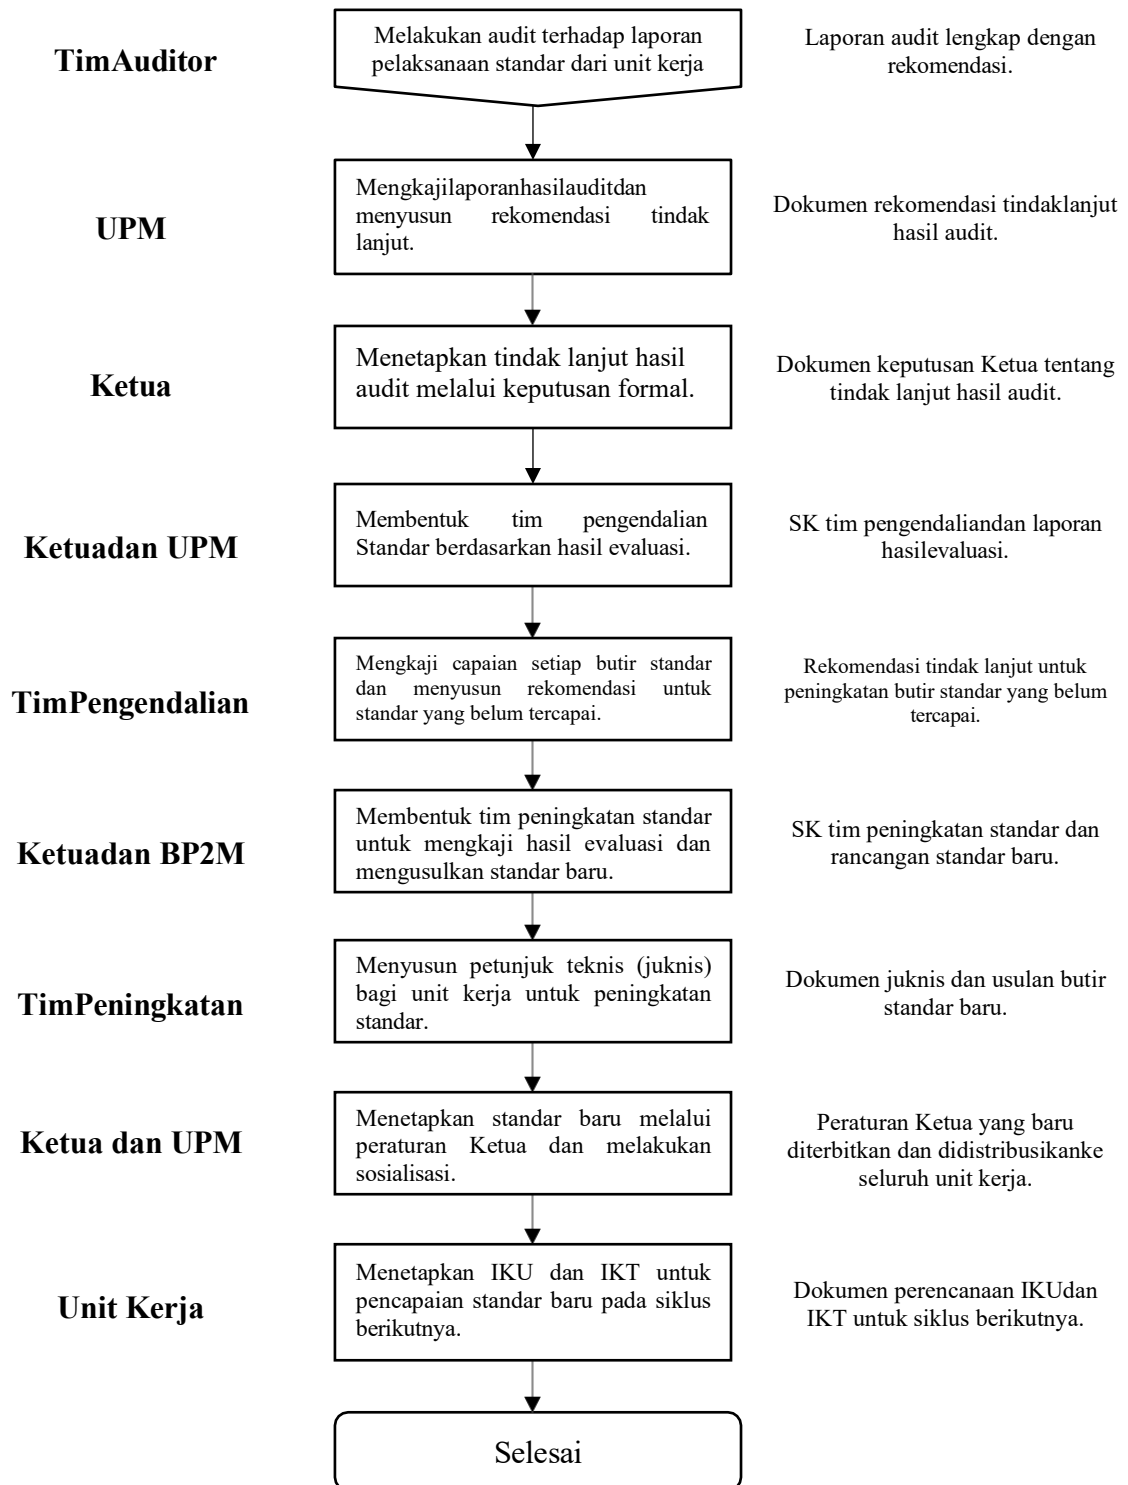 TimAuditor
Melakukan audit terhadap laporan
pelaksanaan standar dari unit kerja
Laporan audit lengkap dengan
rekomendasi.
UPM
Mengkajilaporanhasilauditdan
menyusun rekomendasi tindak
lanjut.
Dokumen rekomendasi tindaklanjut
hasil audit.
Ketua
Menetapkan tindak lanjut hasil
audit melalui keputusan formal.
Dokumen keputusan Ketua tentang
tindak lanjut hasil audit.
Ketuadan UPM
Membentuk tim pengendalian
Standar berdasarkan hasil evaluasi.
SK tim pengendaliandan laporan
hasilevaluasi.
TimPengendalian
Mengkaji capaian setiap butir standar
dan menyusun rekomendasi untuk
standar yang belum tercapai.
Rekomendasi tindak lanjut untuk
peningkatan butir standar yang belum
tercapai.
Ketuadan BP2M
Membentuk tim peningkatan standar
untuk mengkaji hasil evaluasi dan
mengusulkan standar baru.
SK tim peningkatan standar dan
rancangan standar baru.
TimPeningkatan
Menyusun petunjuk teknis (juknis)
bagi unit kerja untuk peningkatan
standar.
Dokumen juknis dan usulan butir
standar baru.
Ketua dan UPM
Menetapkan standar baru melalui
peraturan Ketua dan melakukan
sosialisasi.
Peraturan Ketua yang baru
diterbitkan dan didistribusikanke
seluruh unit kerja.
Unit Kerja
Menetapkan IKU dan IKT untuk
pencapaian standar baru pada siklus
berikutnya.
Dokumen perencanaan IKUdan
IKT untuk siklus berikutnya.
Selesai